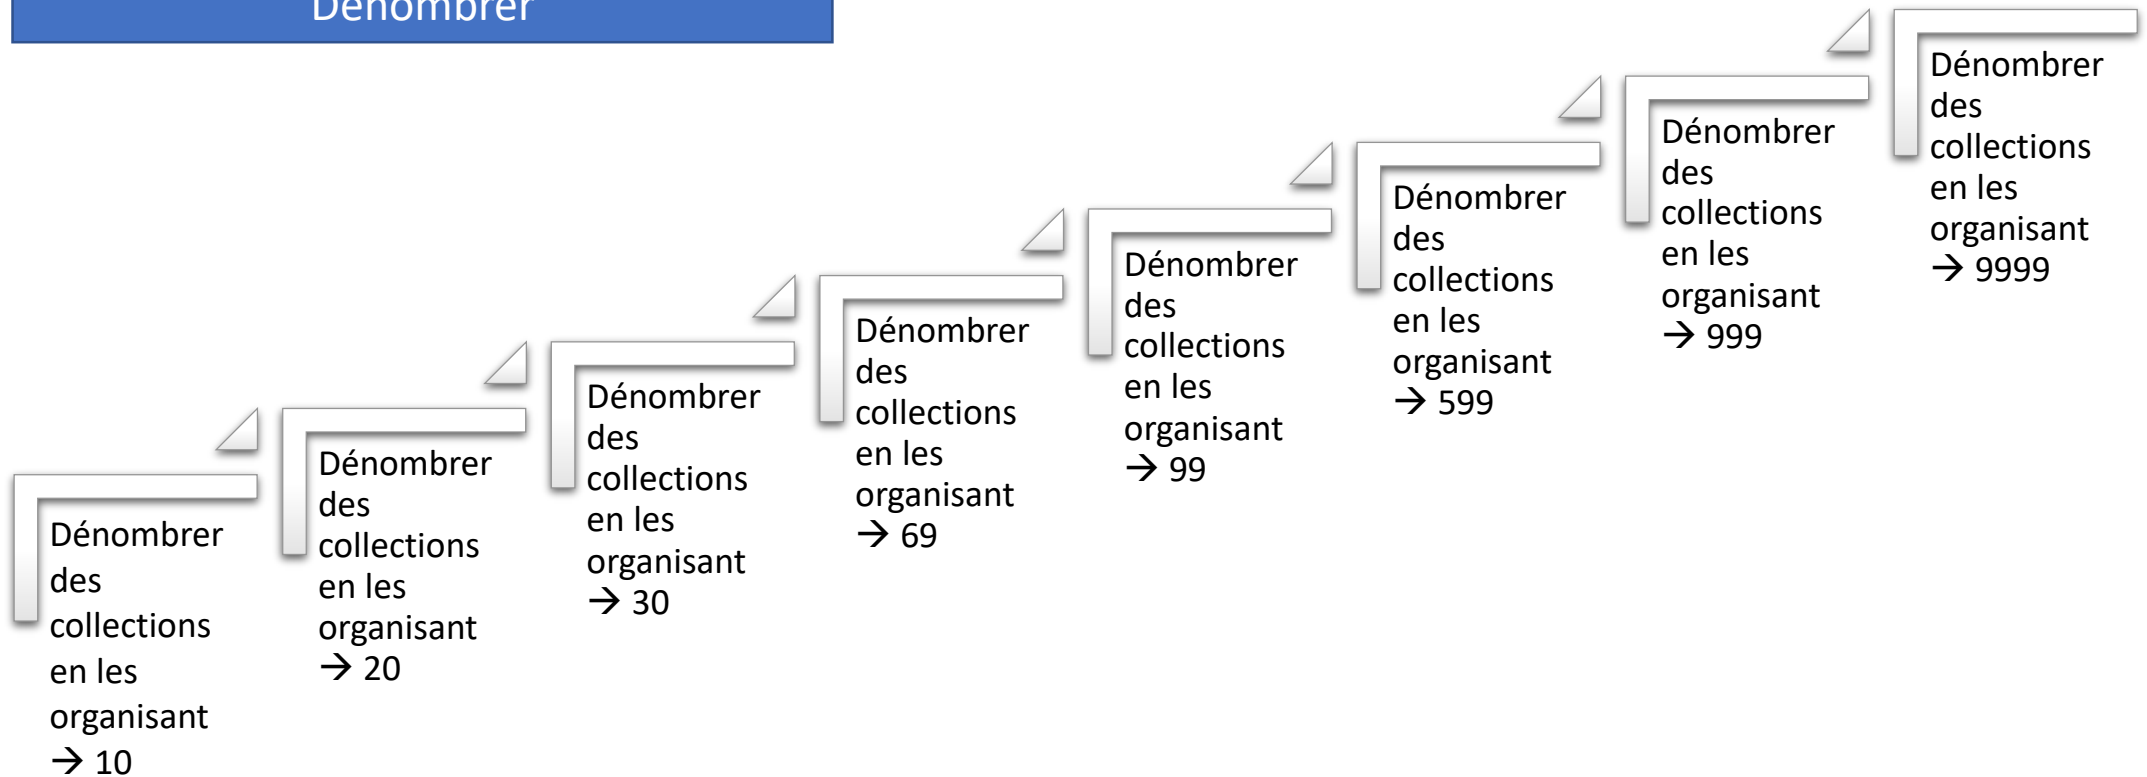 Dénombrer
Dénombrer
des
collections
en les
organisant
→ 10
Dénombrer
des
collections
en les
organisant
→ 20
Dénombrer
des
collections
en les
organisant
→ 30
Dénombrer
des
collections
en les
organisant
→ 69
Dénombrer
des
collections
en les
organisant
→ 99
Dénombrer
des
collections
en les
organisant
→ 599
Dénombrer
des
collections
en les
organisant
→ 999
Dénombrer
des
collections
en les
organisant
→ 9999